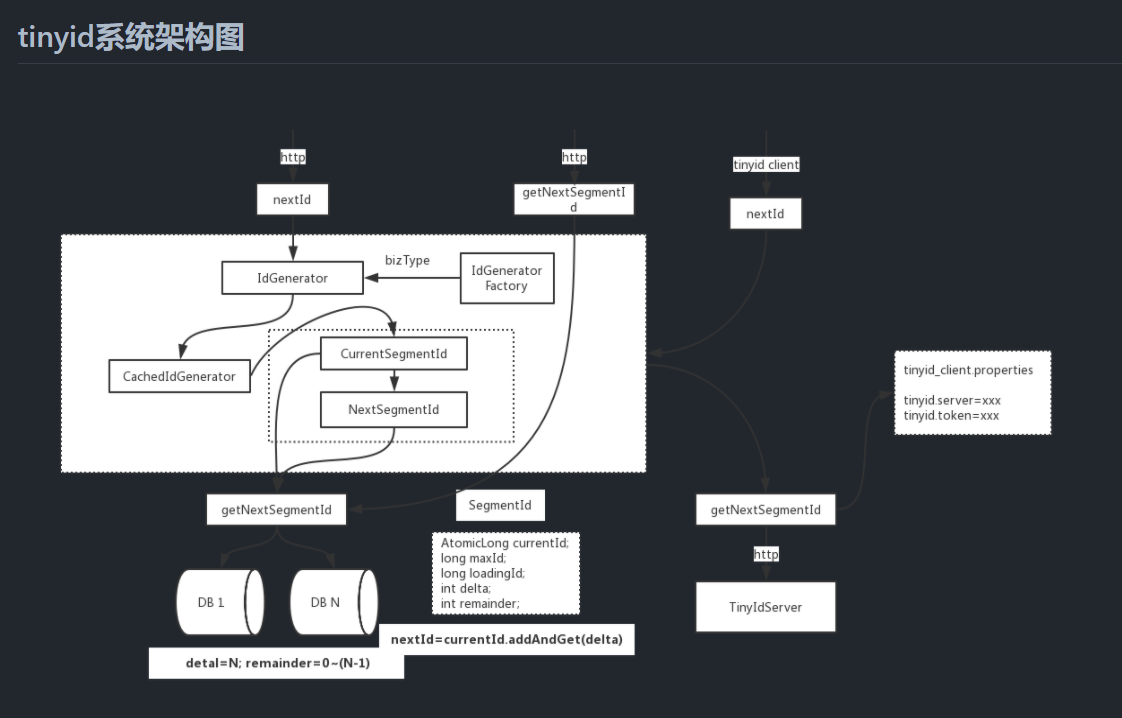 tinyid系统架构图
http
http
tinyid client
nextId
getNextSegmentI
d
nextId
IdGenerator
bizType
IdGenerator
Factory
CachedIdGenerator
CurrentSegmentId
NextSegmentId
tinyid_client.properties
tinyid.server=xxx
tinyid.token=xxx
getNextSegmentId
SegmentId
AtomicLong currentId;
long maxId;
long loadingId;
int delta;
int remainder;
getNextSegmentId
http
DB 1
DB N
TinyIdServer
nextId=currentId.addAndGet(delta)
detal=N; remainder=0~(N-1)